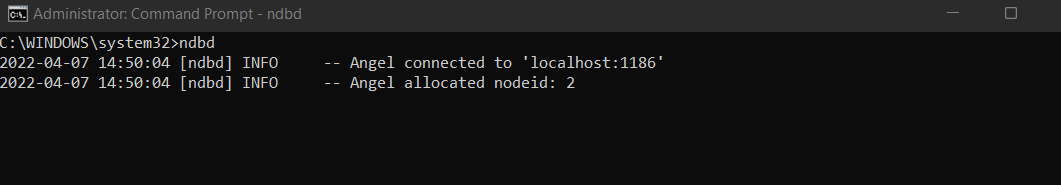 Administrator: Command Prompt - ndbd
C:\WINDOWS\system32>ndbd
2022-04-07 14:50:04 [ndbd] INFO     -- Angel connected to 'localhost:1186'
2022-04-07 14:50:04 [ndbd] INFO     -- Angel allocated nodeid: 2